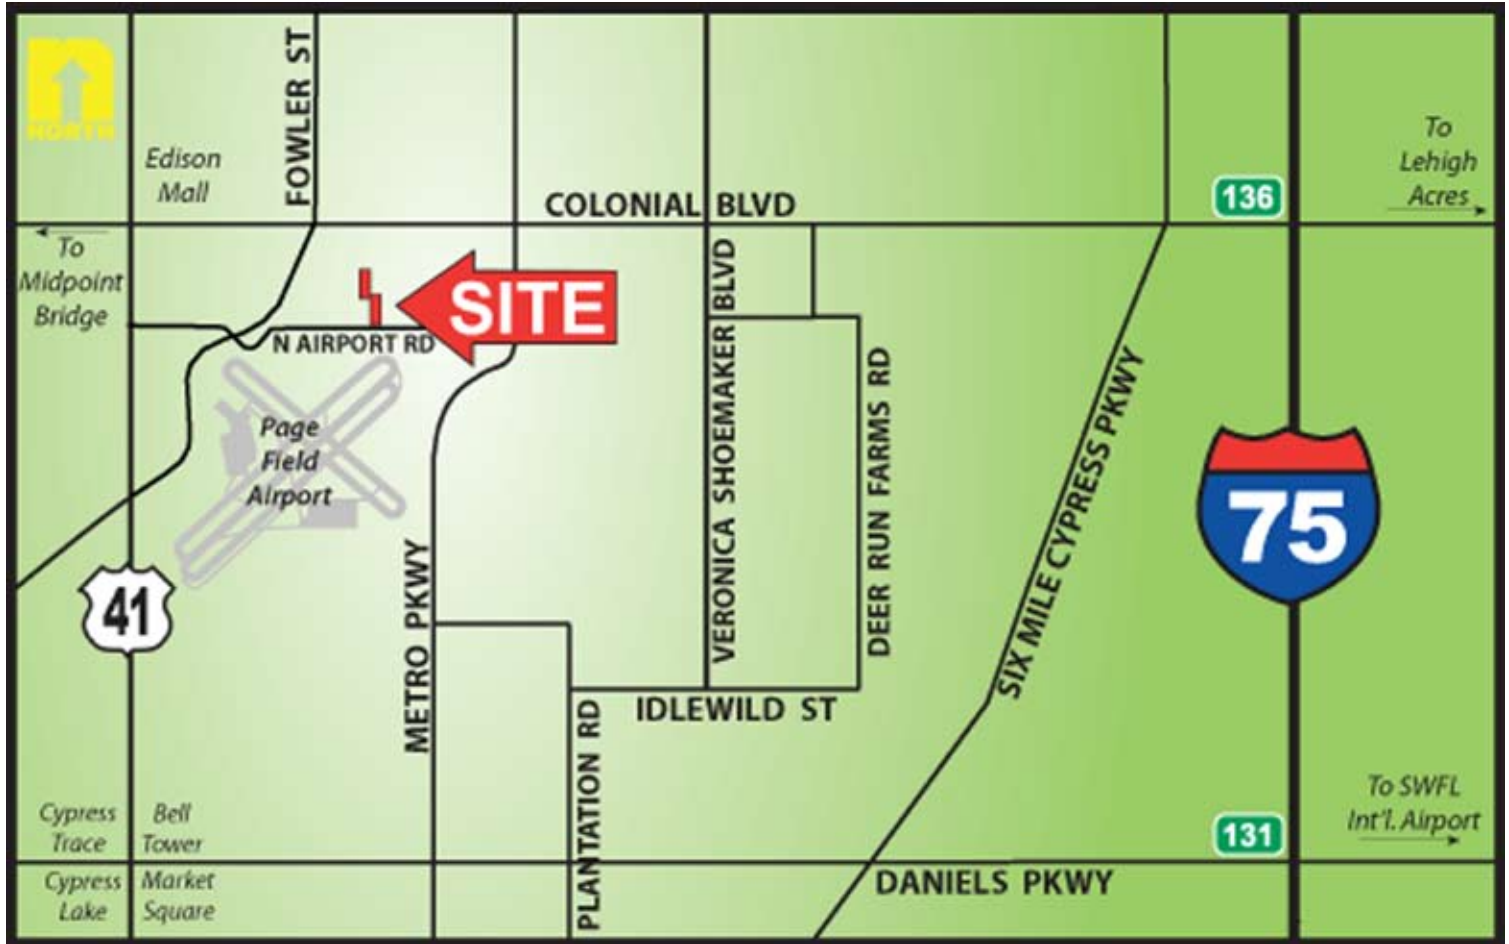 NORTH
Edison
Mall
FOWLER ST
COLONIAL BLVD
136
To
Lehigh
Acres
To
Midpoint
Bridge
SITE
N AIRPORT RD
Page
Field
Airport
VERONICA SHOEMAKER BLVD
DEER RUN FARMS RD
SIX MILE CYPRESS PKWY
75
41
METRO PKWY
IDLEWILD ST
PLANTATION RD
To SWFL
Int'l. Airport
131
Cypress
Trace
Bell
Tower
DANIELS PKWY
Cypress
Lake
Market
Square